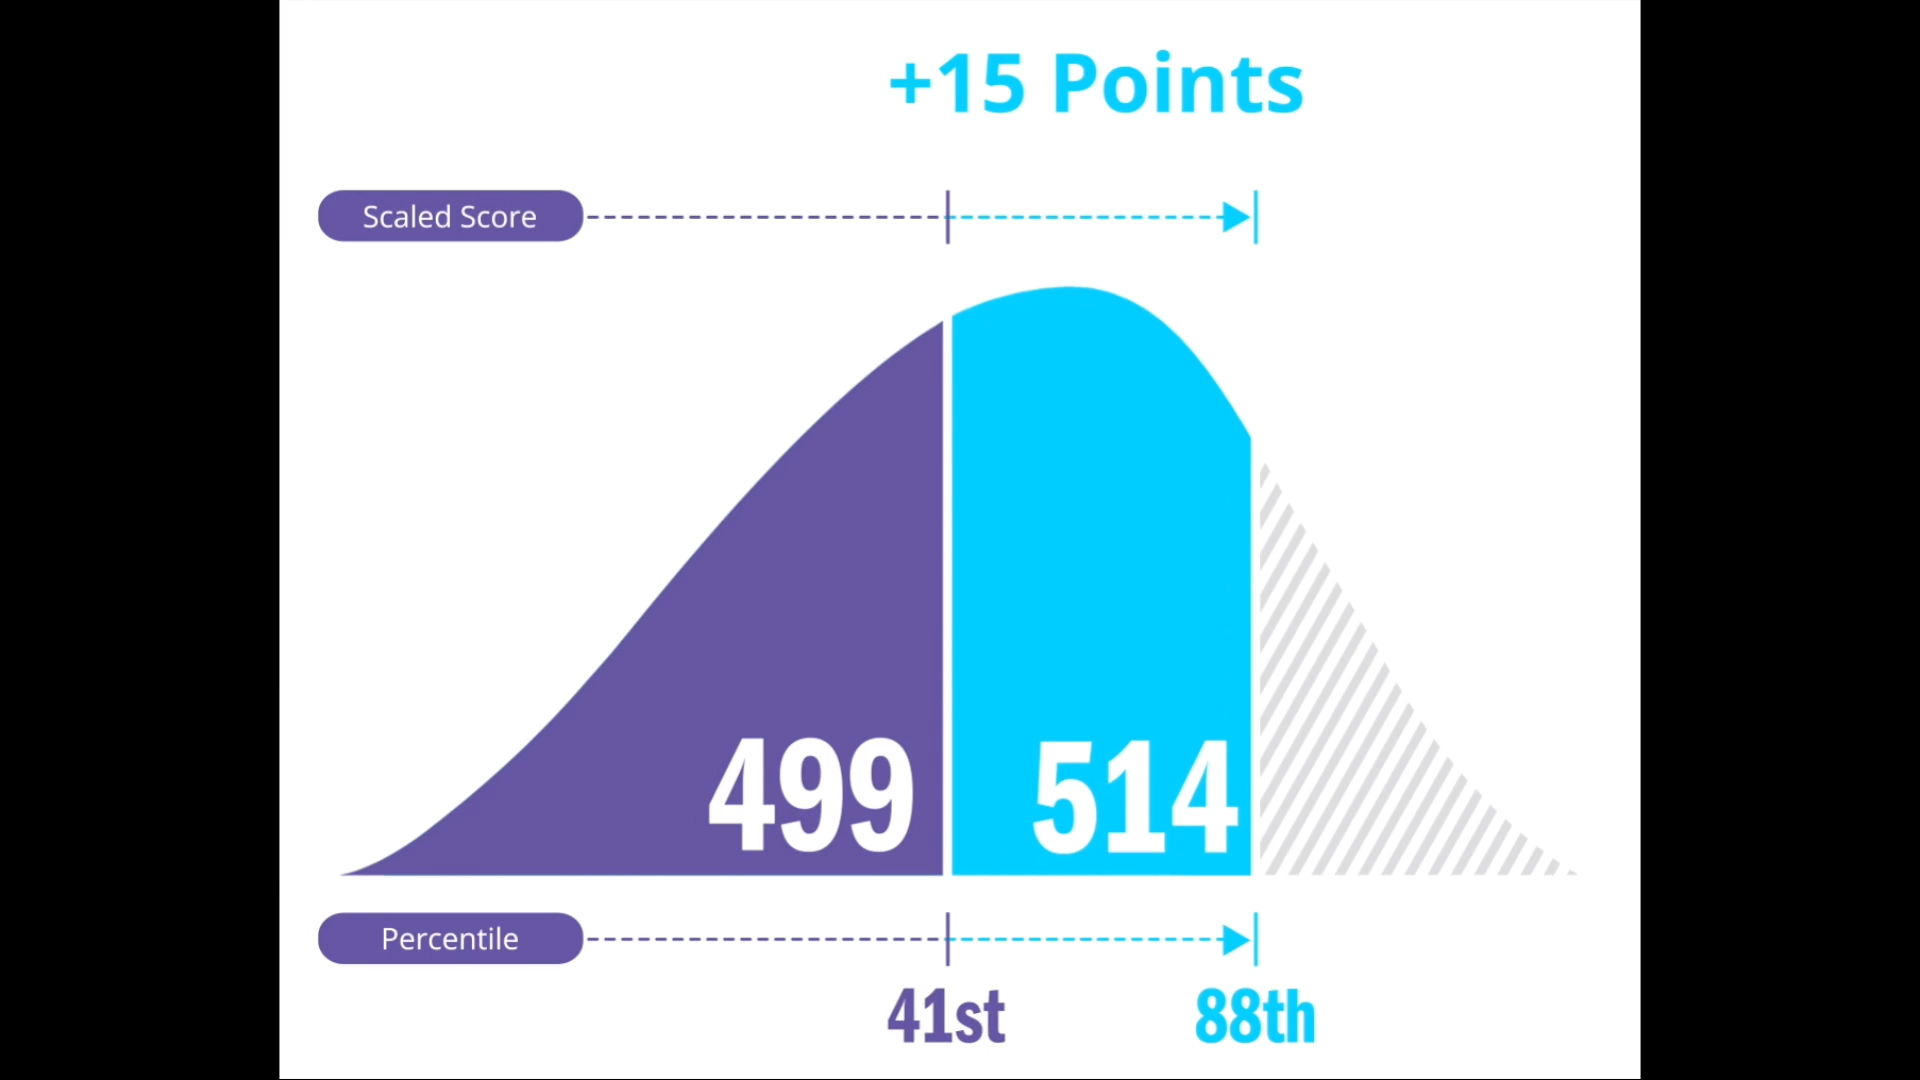 +15 Points
Scaled Score
499
514
Percentile
41st
88th